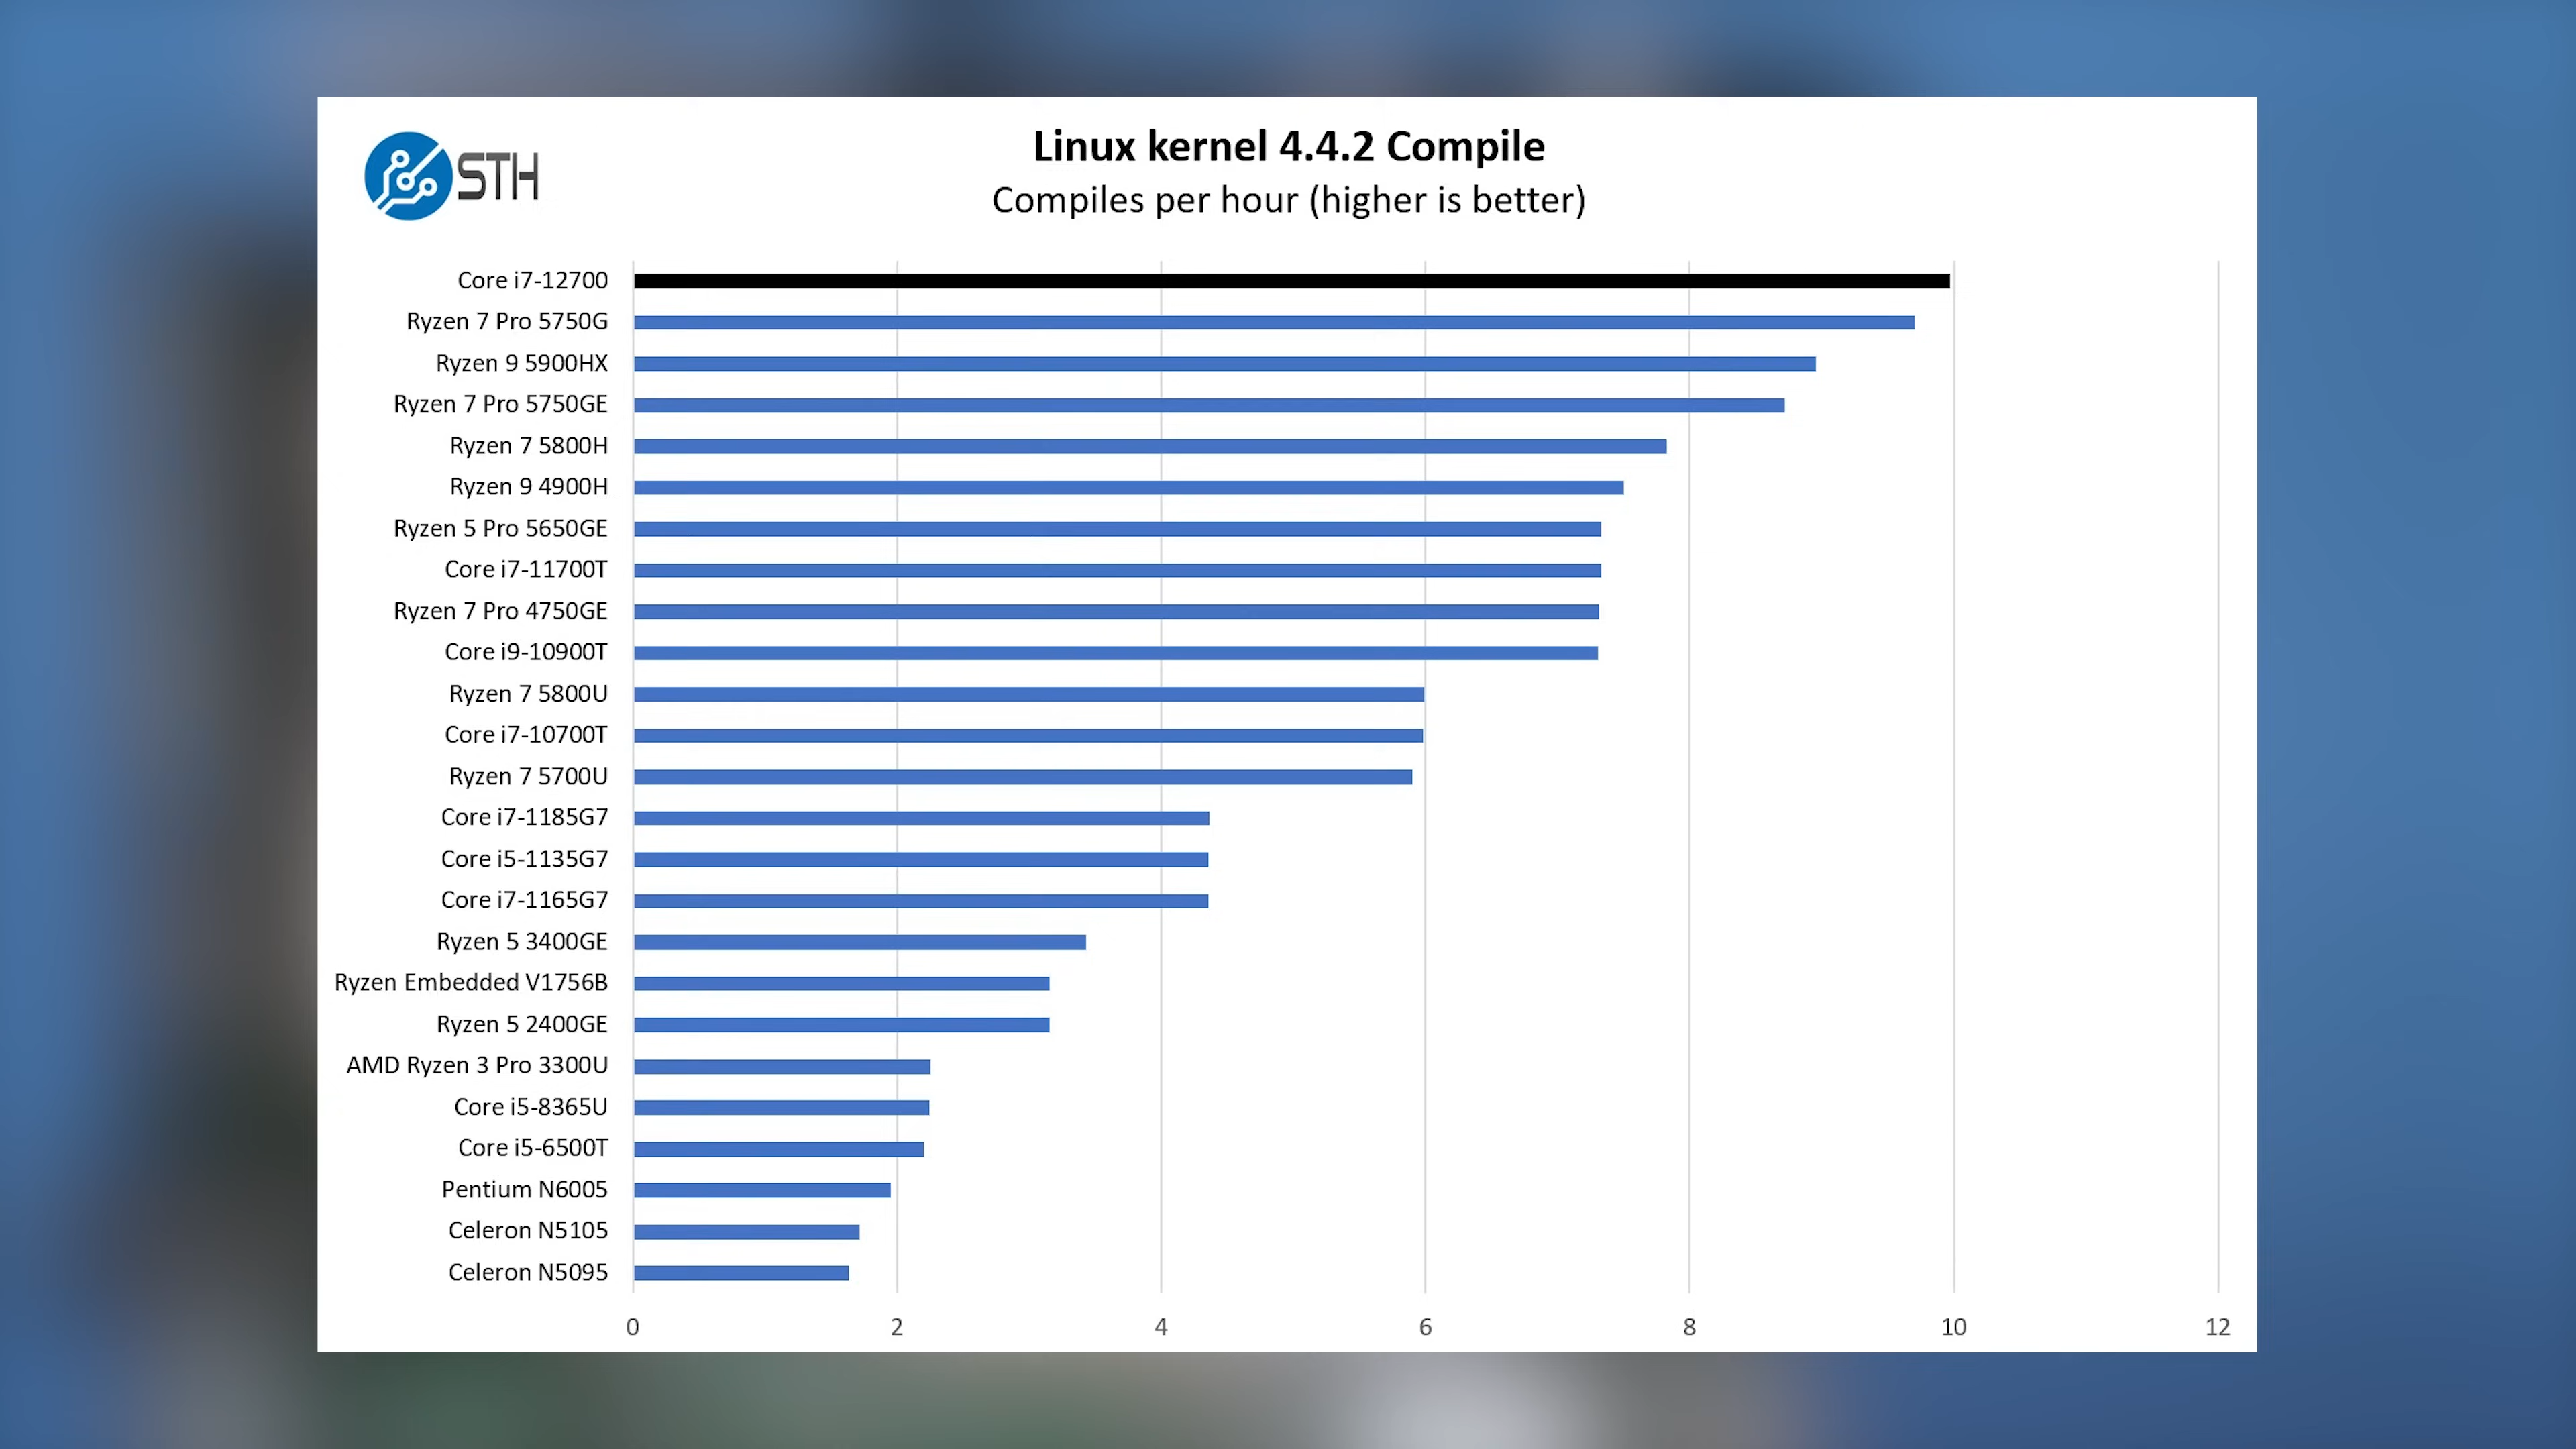 STH
Linux kernel 4.4.2 Compile
Compiles per hour (higher is better)
Core i7-12700
Ryzen 7 Pro 5750G
Ryzen 9 5900HX
Ryzen 7 Pro 5750GE
Ryzen 7 5800H
Ryzen 9 4900H
Ryzen 5 Pro 5650GE
Core i7-11700T
Ryzen 7 Pro 4750GE
Core i9-10900T
Ryzen 7 5800U
Core i7-10700T
Ryzen 7 5700U
Core i7-1185G7
Core i5-1135G7
Core i7-1165G7
Ryzen 5 3400GE
Ryzen Embedded V1756B
Ryzen 5 2400GE
AMD Ryzen 3 Pro 3300U
Core i5-8365U
Core i5-6500T
Pentium N6005
Celeron N5105
Celeron N5095
0 2 4 6 8 10 12